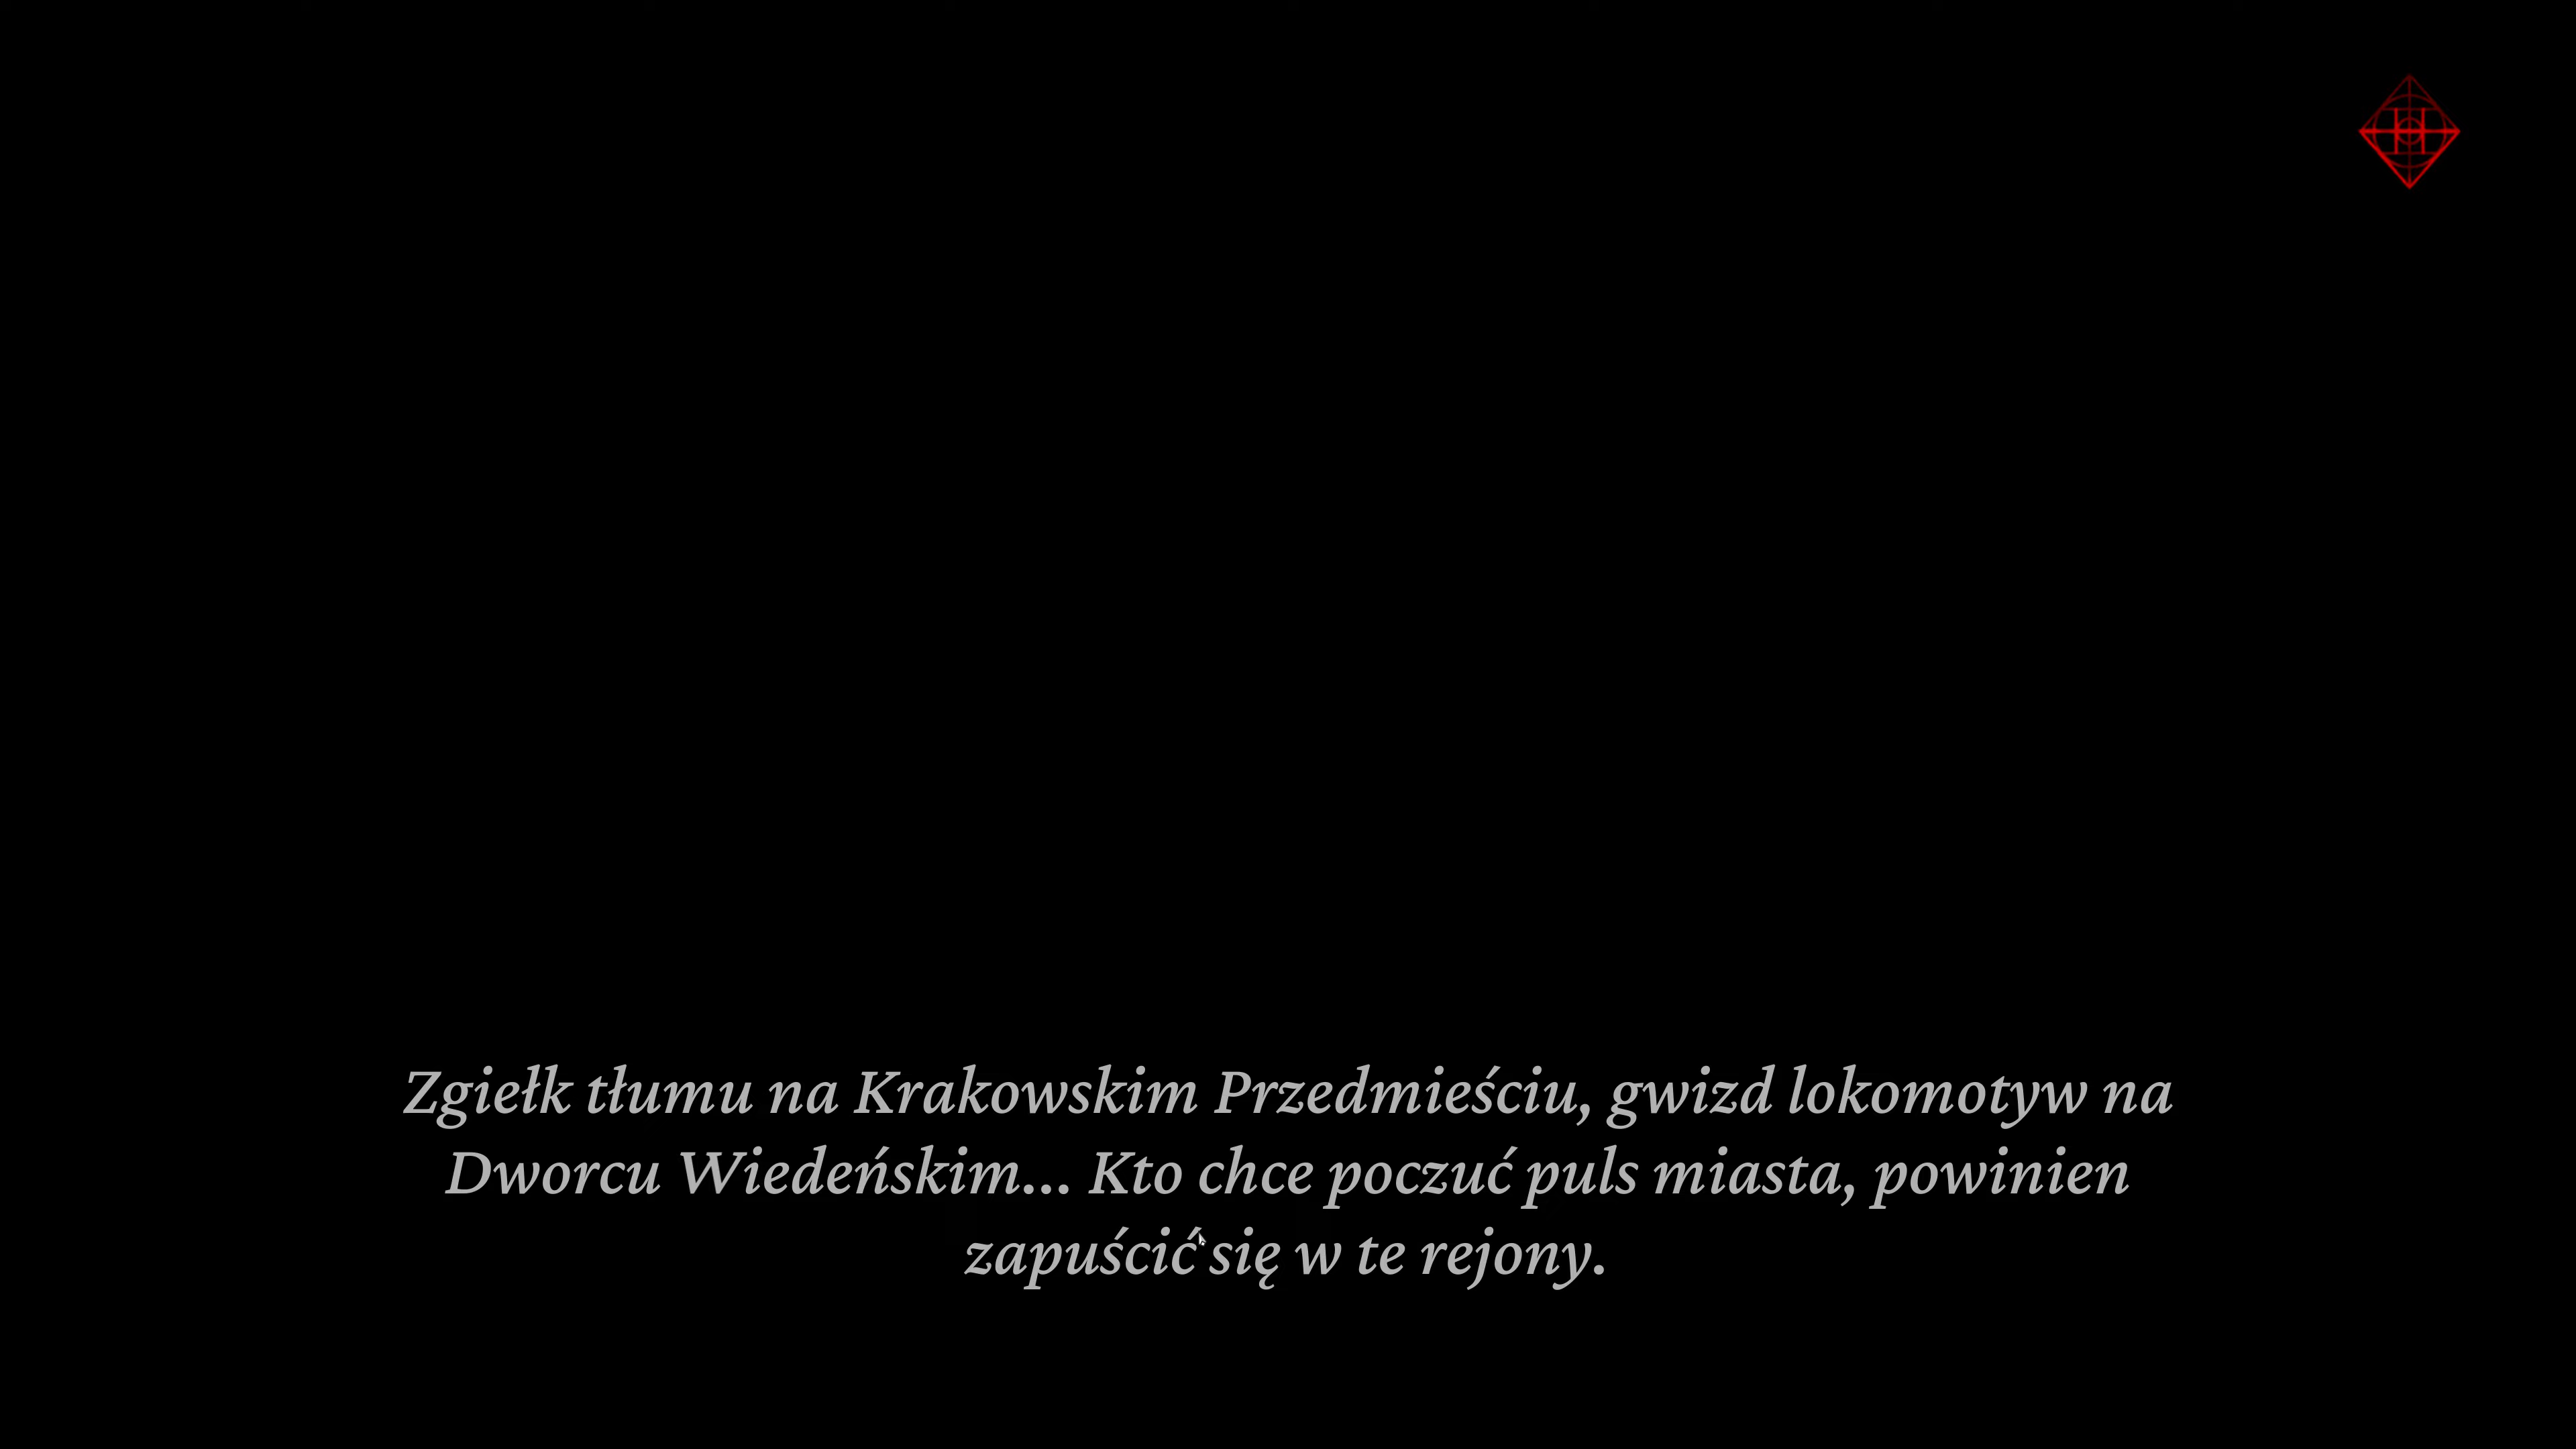 Zgiełk tłumu na Krakowskim Przedmieściu, gwizd lokomotyw na
Dworcu Wiedeńskim... Kto chce poczuć puls miasta, powinien
zapuścić się w te rejony.